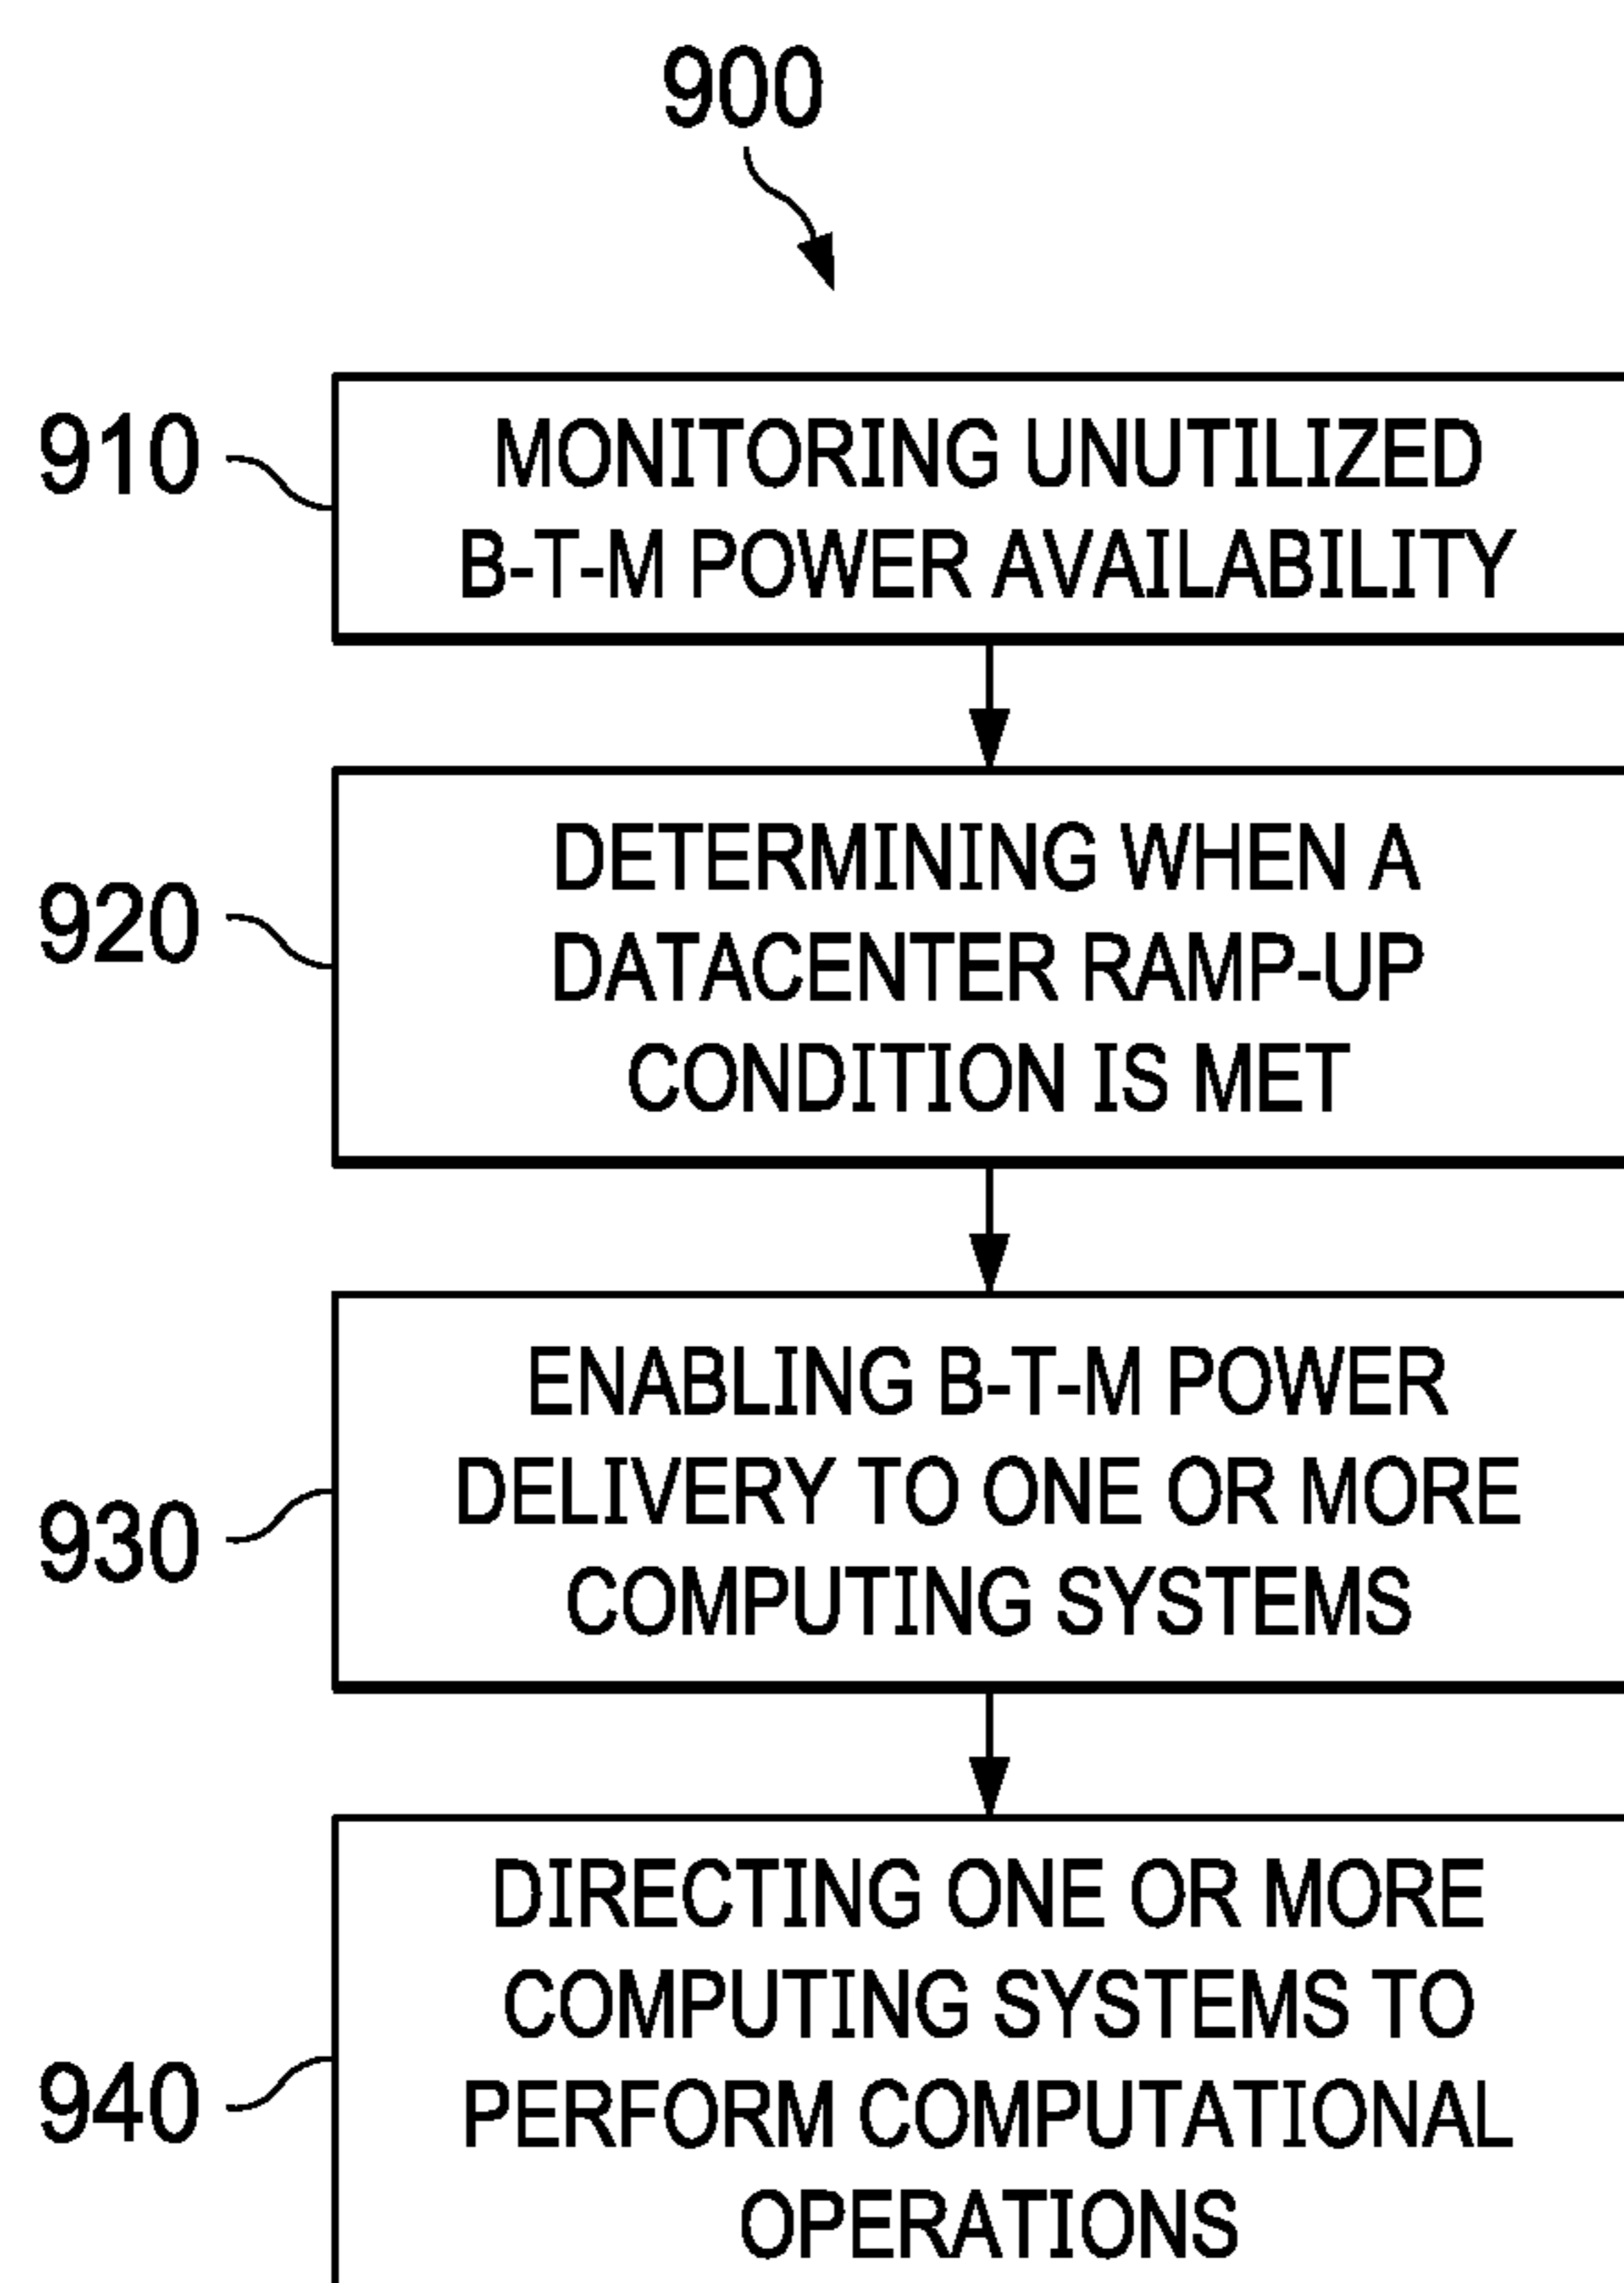 900
910
MONITORING UNUTILIZED
B-T-M POWER AVAILABILITY
920
DETERMINING WHEN A
DATACENTER RAMP-UP
CONDITION IS MET
930
ENABLING B-T-M POWER
DELIVERY TO ONE OR MORE
COMPUTING SYSTEMS
940
DIRECTING ONE OR MORE
COMPUTING SYSTEMS TO
PERFORM COMPUTATIONAL
OPERATIONS